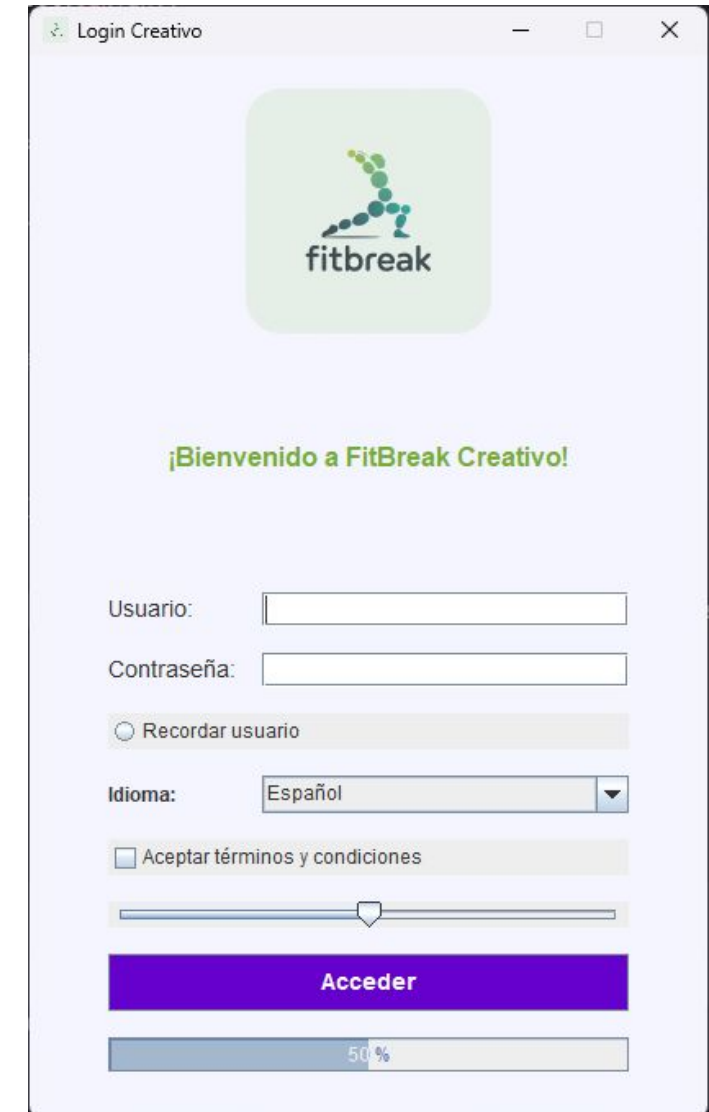 Login Creativo
fitbreak
¡Bienvenido a FitBreak Creativo!
Usuario:
Contraseña:
Recordar usuario
Idioma: Español
Aceptar términos y condiciones
Acceder
50 %